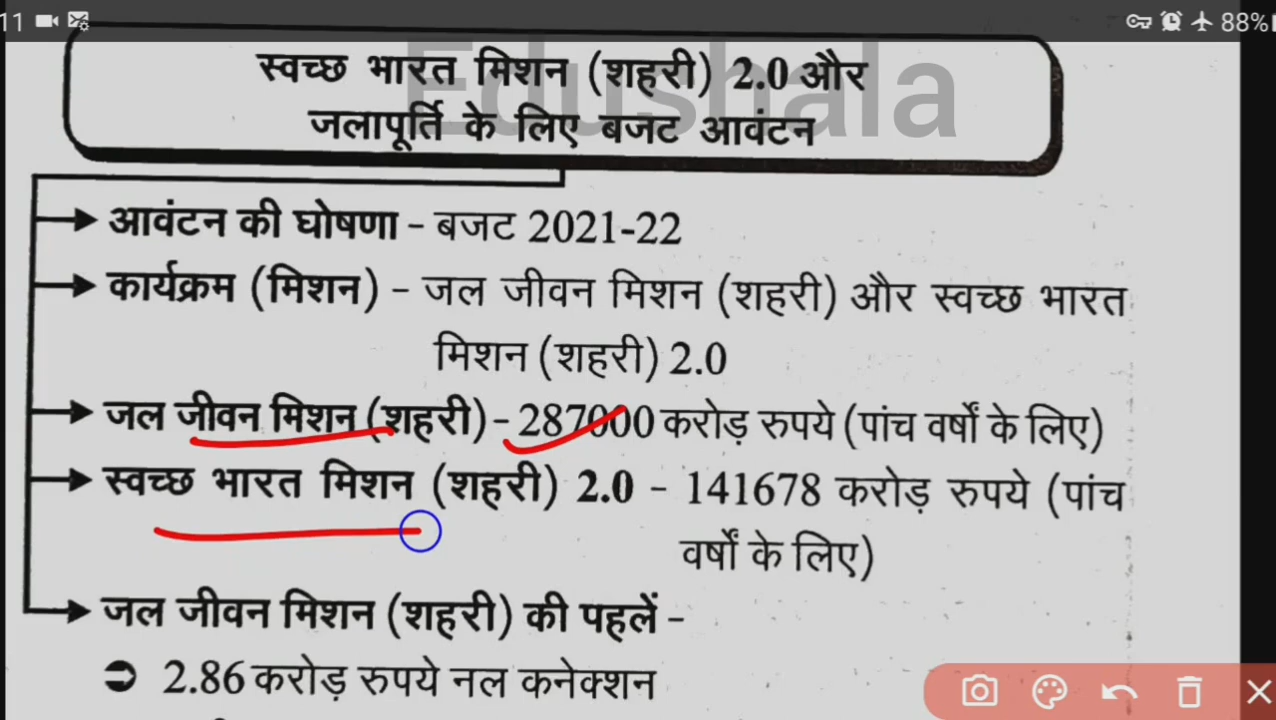 11
88%
Edushala
स्वच्छ भारत मिशन (शहरी) 2.0 और
जलापूर्ति के लिए बजट आवंटन
आवंटन की घोषणा - बजट 2021-22
कार्यक्रम (मिशन) - जल जीवन मिशन (शहरी) और स्वच्छ भारत
मिशन (शहरी) 2.0
जल जीवन मिशन (शहरी) - 287000 करोड़ रुपये (पांच वर्षों के लिए)
स्वच्छ भारत मिशन (शहरी) 2.0 - 141678 करोड़ रुपये (पांच
वर्षों के लिए)
जल जीवन मिशन (शहरी) की पहलें -
2.86 करोड़ रुपये नल कनेक्शन